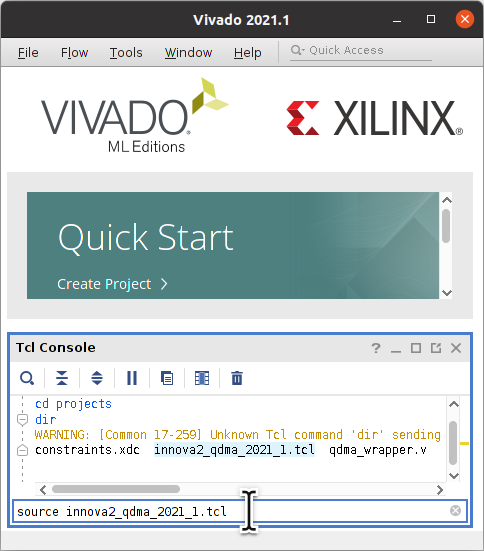 Vivado 2021.1
File Flow Tools Window Help Quick Access
VIVADO
ML Editions
XILINX®
Quick Start
Create Project
Tcl Console
cd projects
dir
WARNING: [Common 17-259] Unknown Tcl command 'dir' sending
constraints.xdc innova2_qdma_2021_1.tcl qdma_wrapper.v
source innova2_qdma_2021_1.tcl